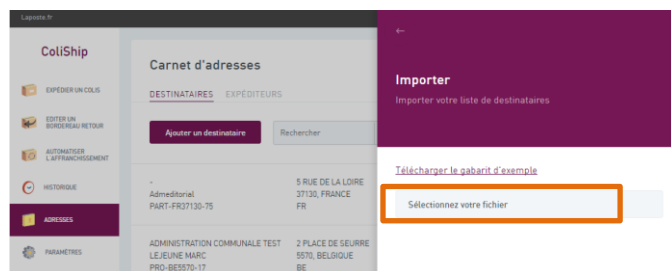 Laposte.fr
ColiShip
EXPÉDIER UN COLIS
EDITER UN
BORDEREAU RETOUR
AUTOMATISER
L'AFFRANCHISSEMENT
HISTORIQUE
ADRESSES
PARAMÈTRES
Carnet d'adresses
DESTINATAIRES EXPÉDITEURS
Ajouter un destinataire Rechercher
-
Admeditorial
PART-FR37130-75
5 RUE DE LA LOIRE
37130, FRANCE
FR
ADMINISTRATION COMMUNALE TEST
LEJEUNE MARC
PRO-BE5570-17
2 PLACE DE SEURRE
5570, BELGIQUE
BE
←
Importer
Importer votre liste de destinataires
Télécharger le gabarit d'exemple
Sélectionnez votre fichier